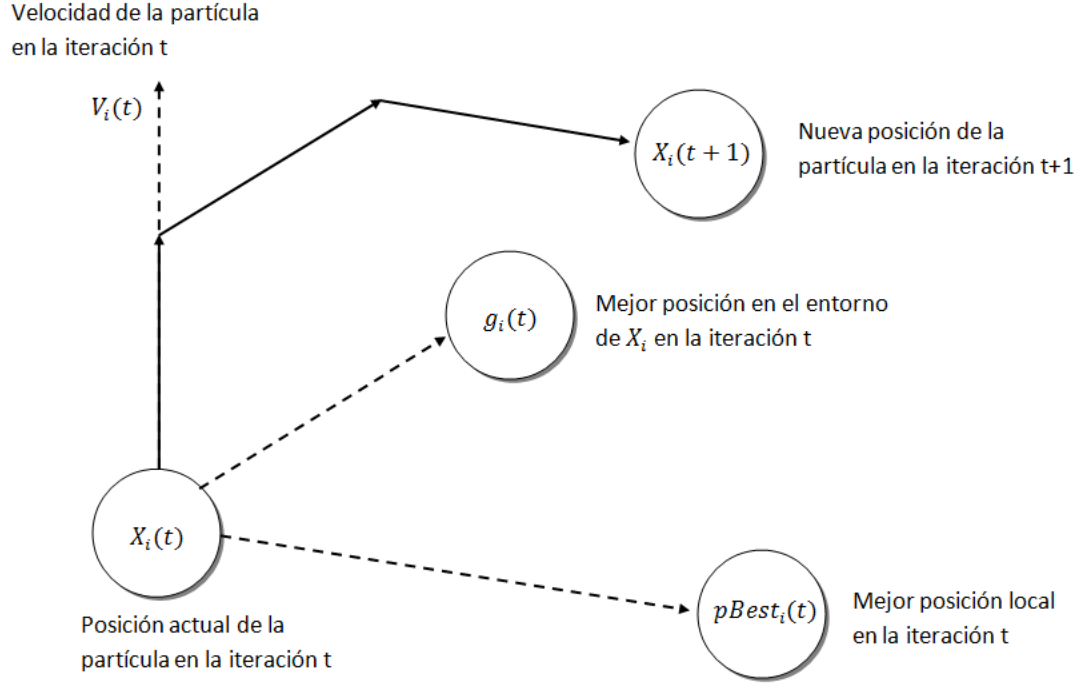 Velocidad de la partícula
en la iteración t
V_i(t)
X_i(t + 1)
Nueva posición de la
partícula en la iteración t+1
g_i(t)
Mejor posición en el entorno
de X_i en la iteración t
X_i(t)
Posición actual de la
partícula en la iteración t
pBest_i(t)
Mejor posición local
en la iteración t